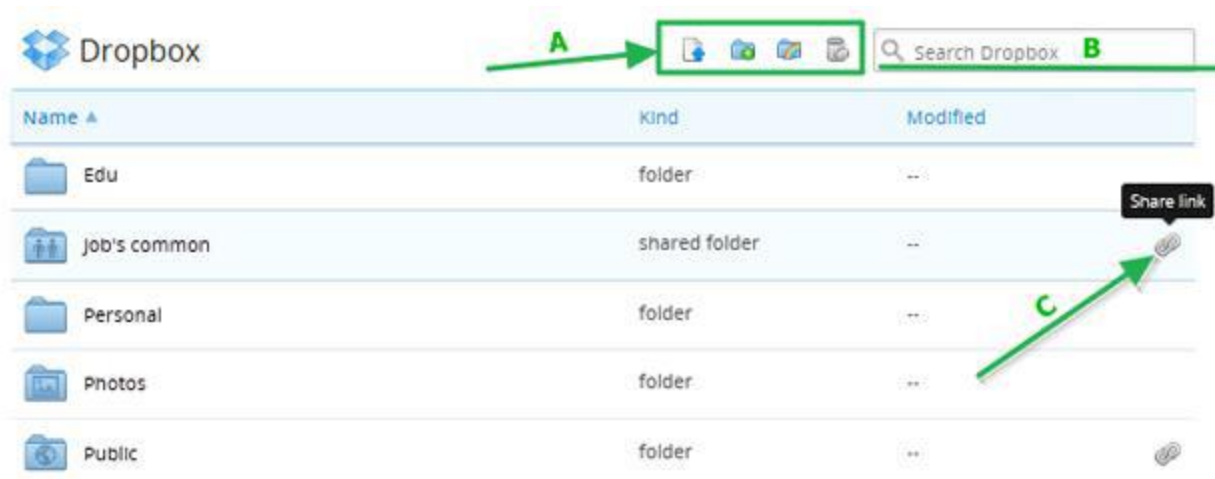 Dropbox
A
Search Dropbox B
Name Kind Modified
Edu folder --
Share link
Job's common shared folder --
C
Personal folder --
Photos folder --
Public folder --